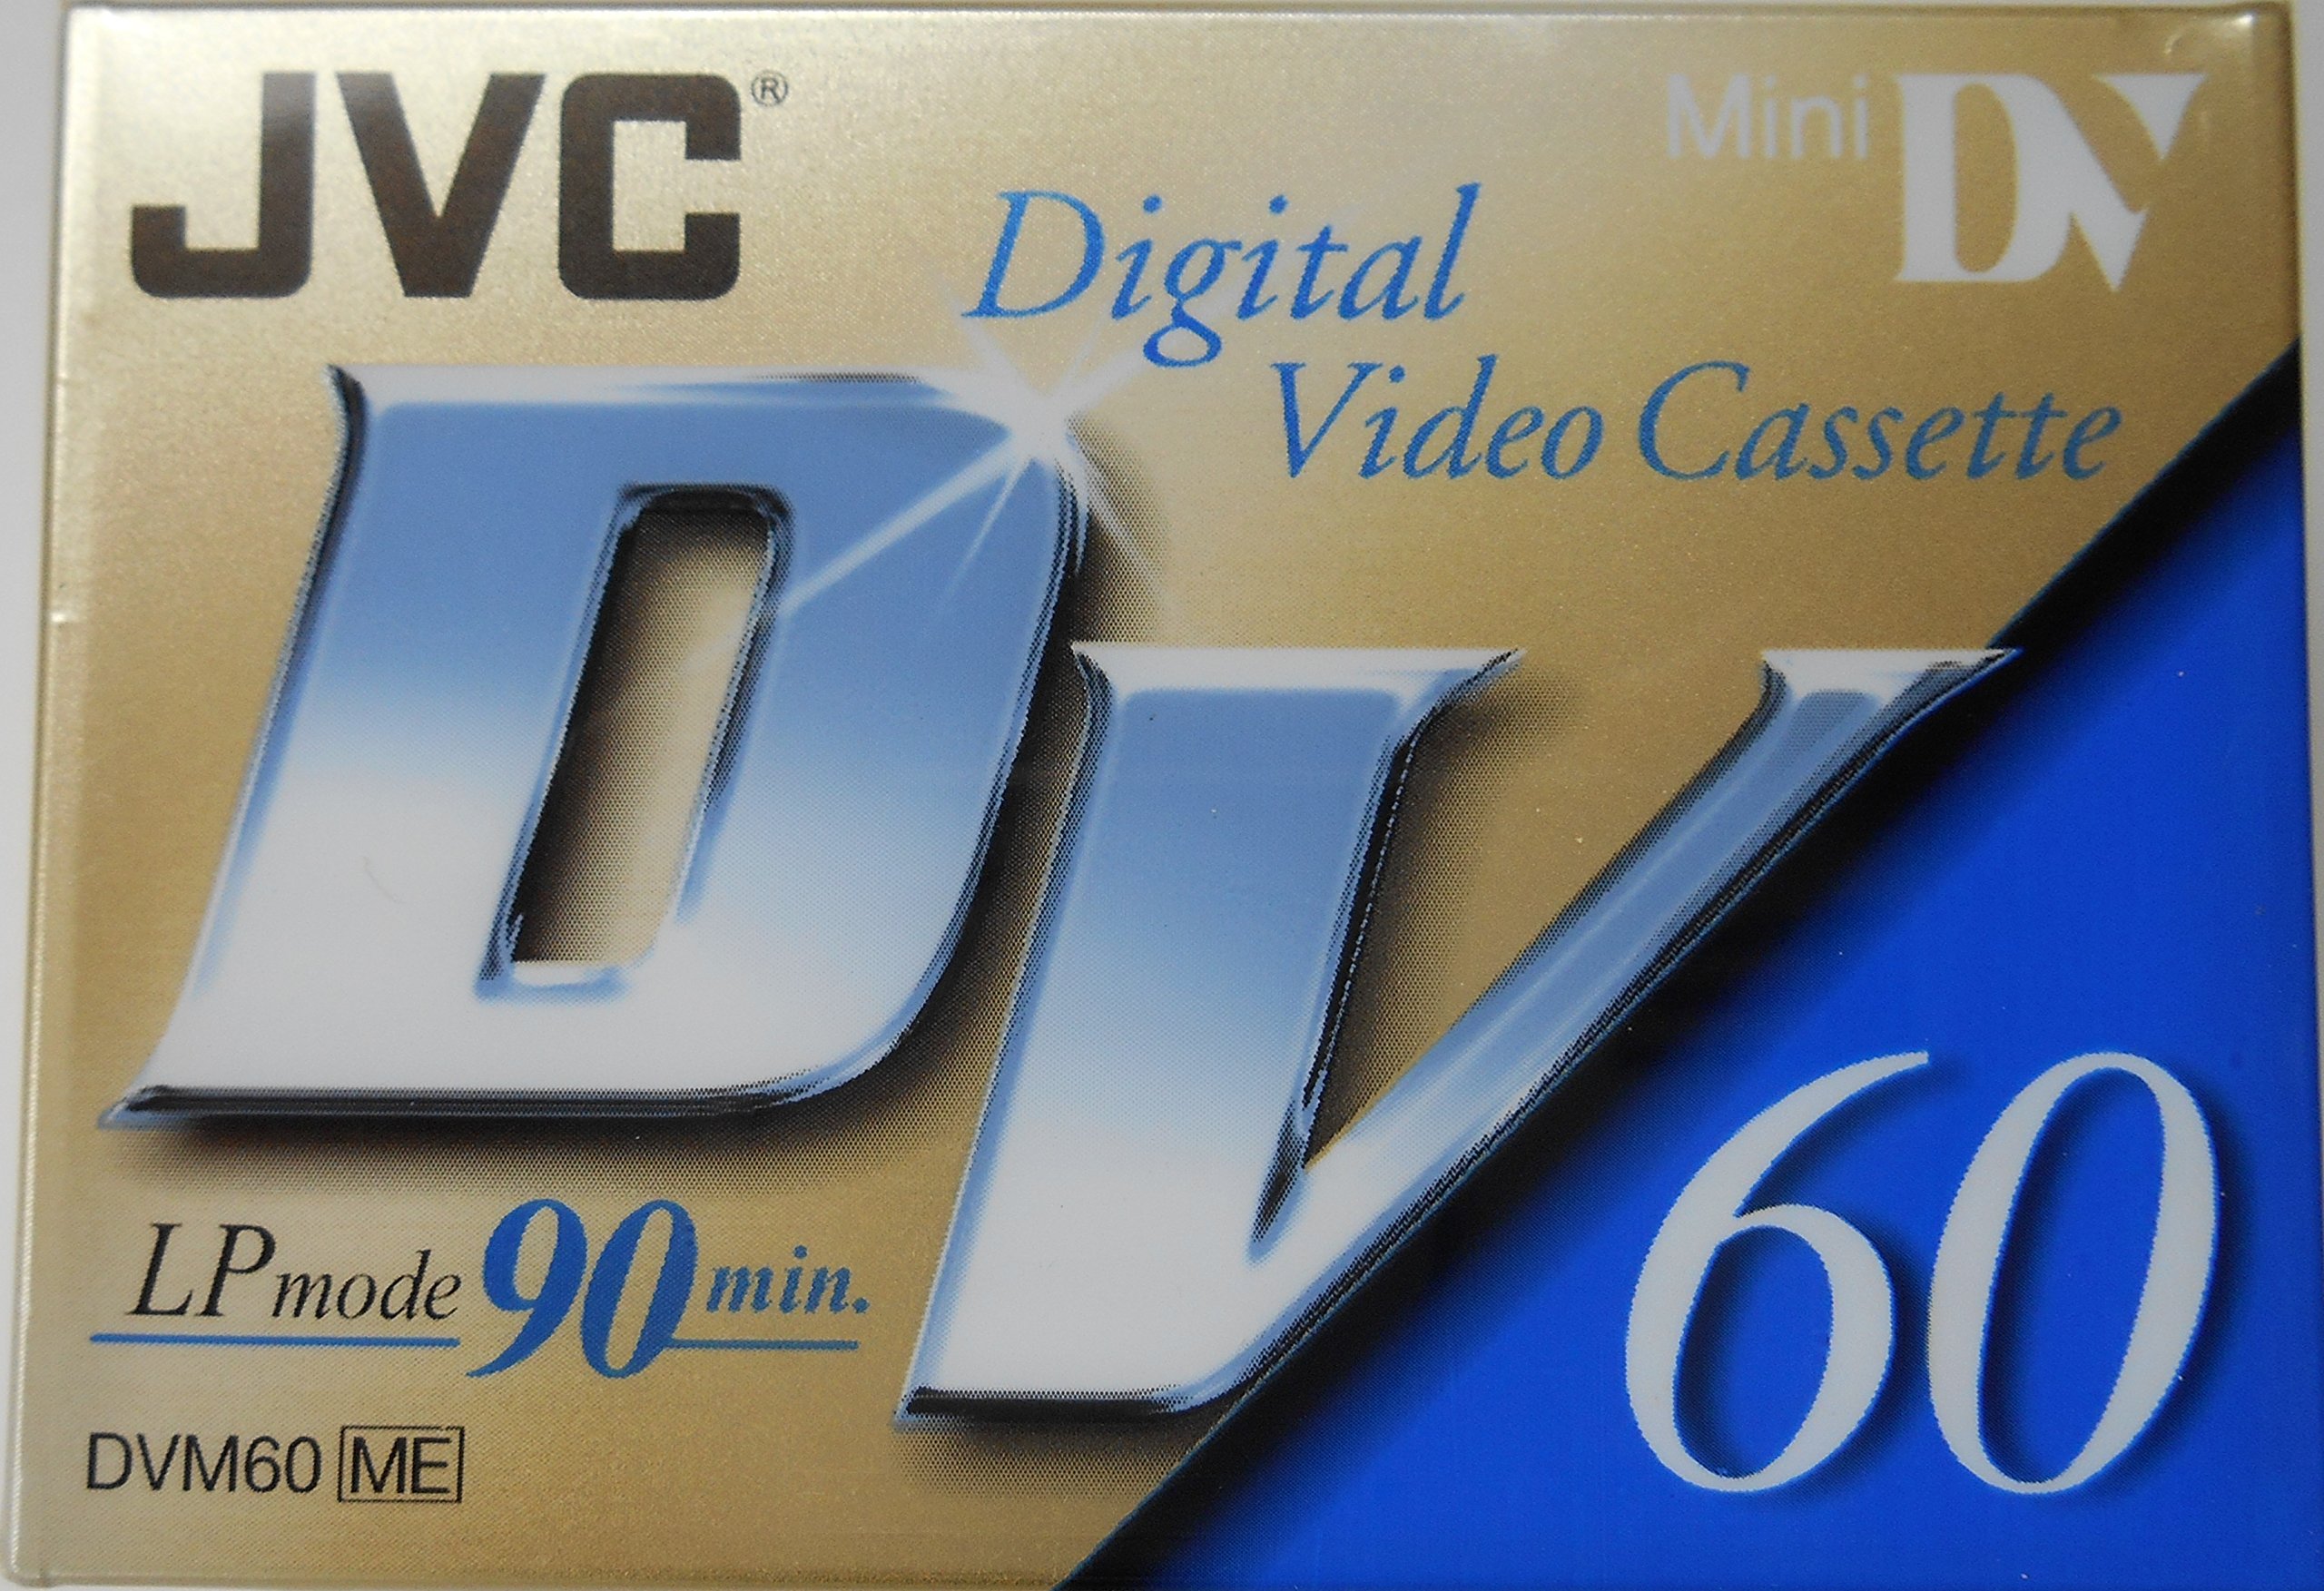 JVC®
Mini DV
Digital
Video Cassette
DV
60
LP mode 90 min.
DVM60 ME